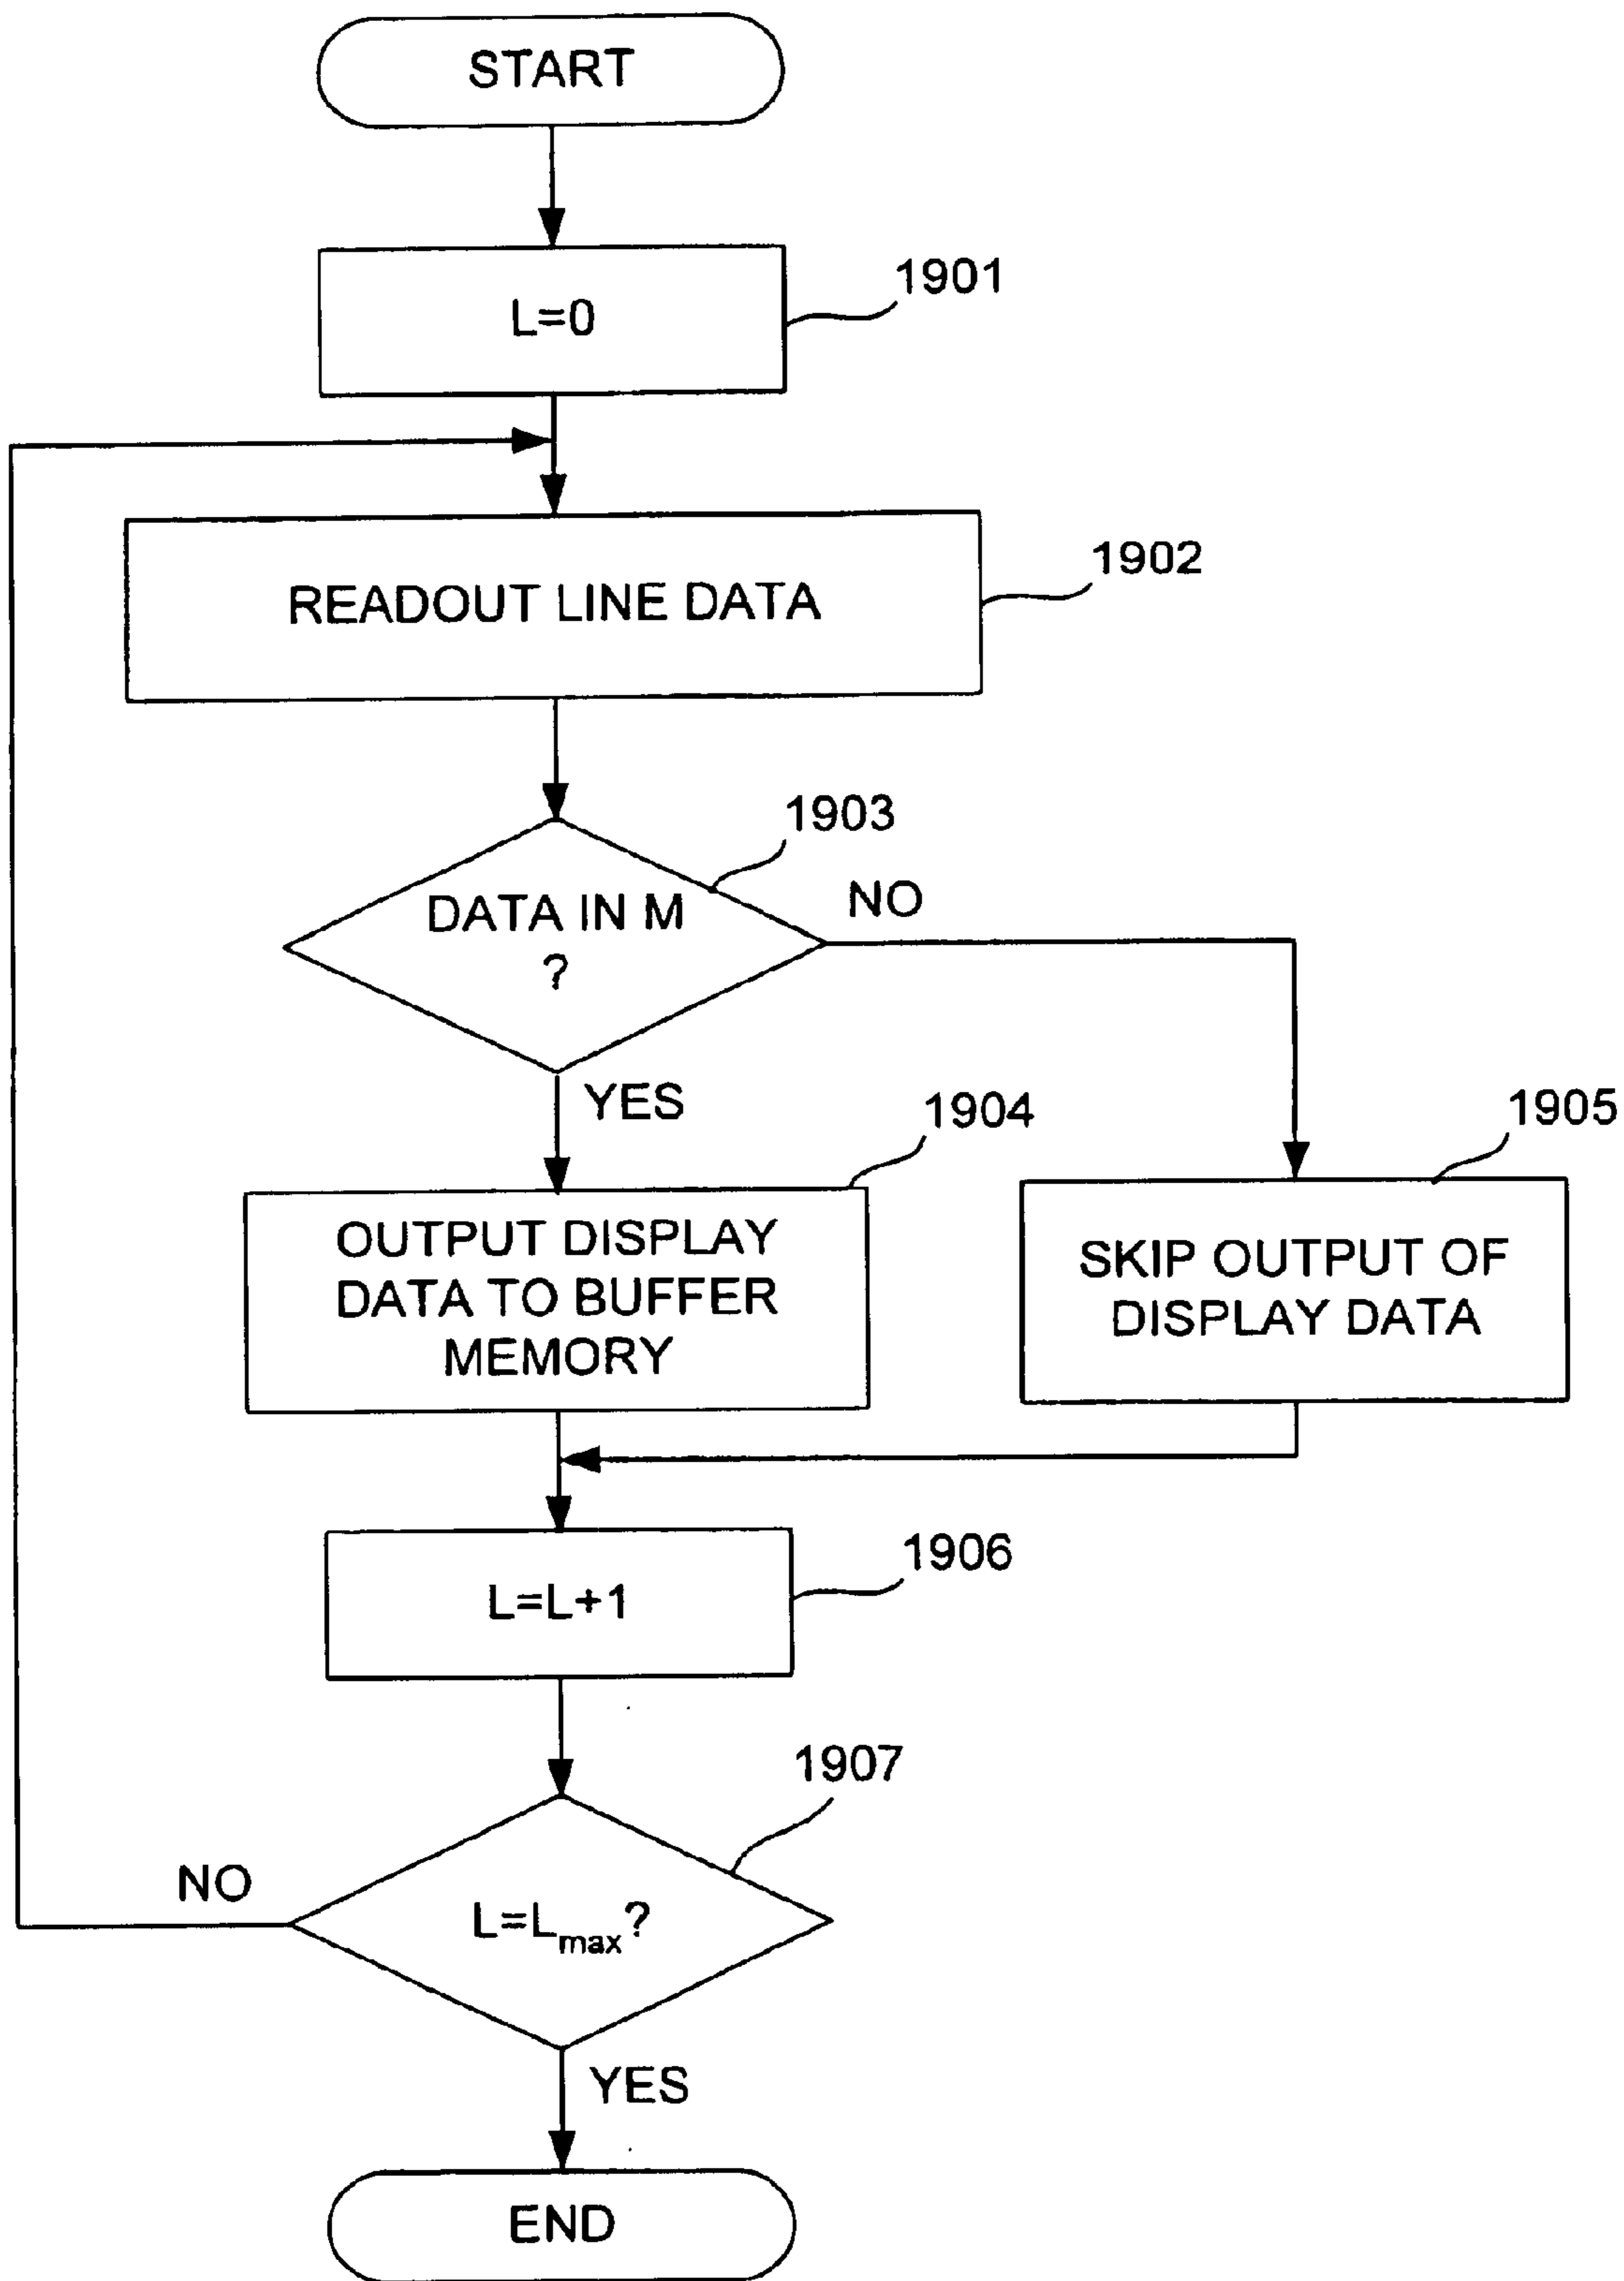 START
1901
L=0
1902
READOUT LINE DATA
1903
DATA IN M
?
NO
YES
1904
1905
OUTPUT DISPLAY
DATA TO BUFFER
MEMORY
SKIP OUTPUT OF
DISPLAY DATA
1906
L=L+1
1907
NO
L=Lmax?
YES
END